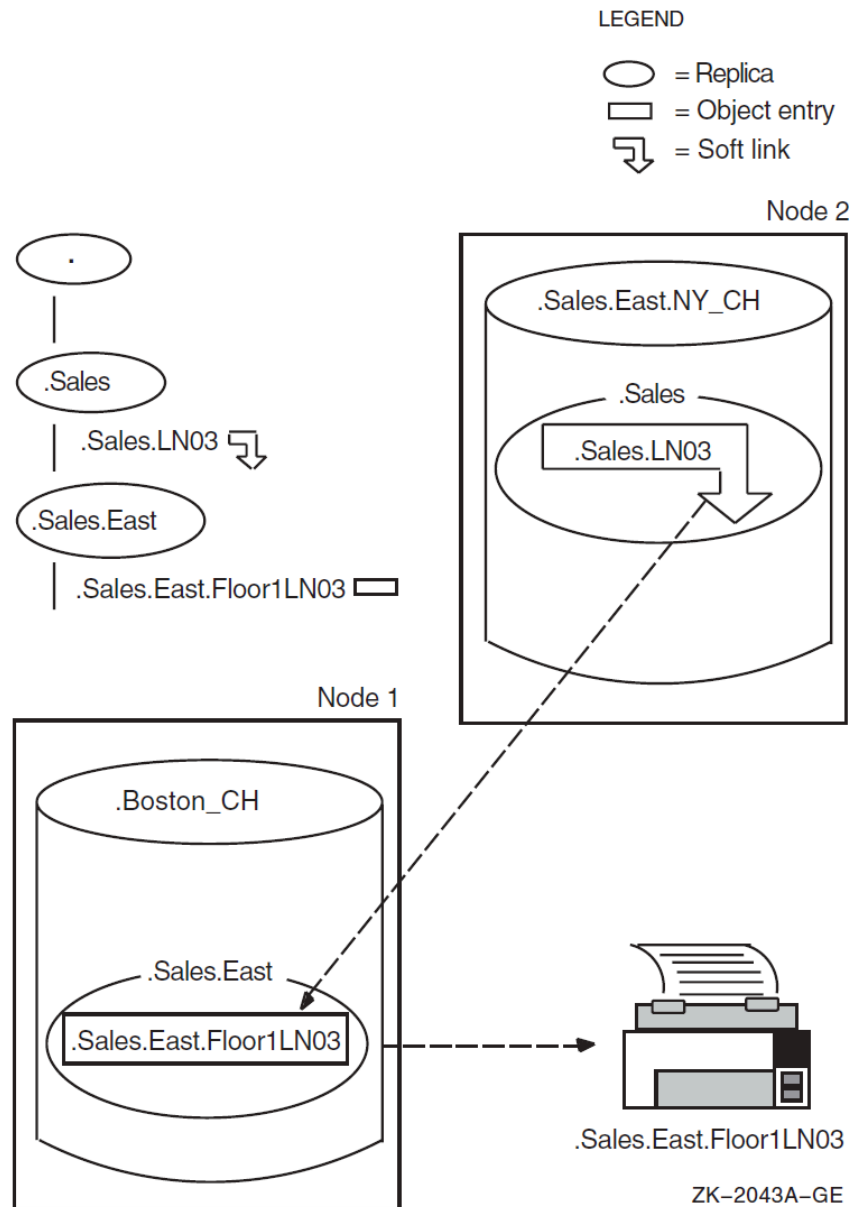 LEGEND
= Replica
= Object entry
= Soft link
Node 2
.
.Sales
.Sales.LN03
.Sales.East
.Sales.East.Floor1LN03
.Sales.East.NY_CH
.Sales
.Sales.LN03
Node 1
.Boston_CH
.Sales.East
.Sales.East.Floor1LN03
.Sales.East.Floor1LN03
ZK–2043A–GE